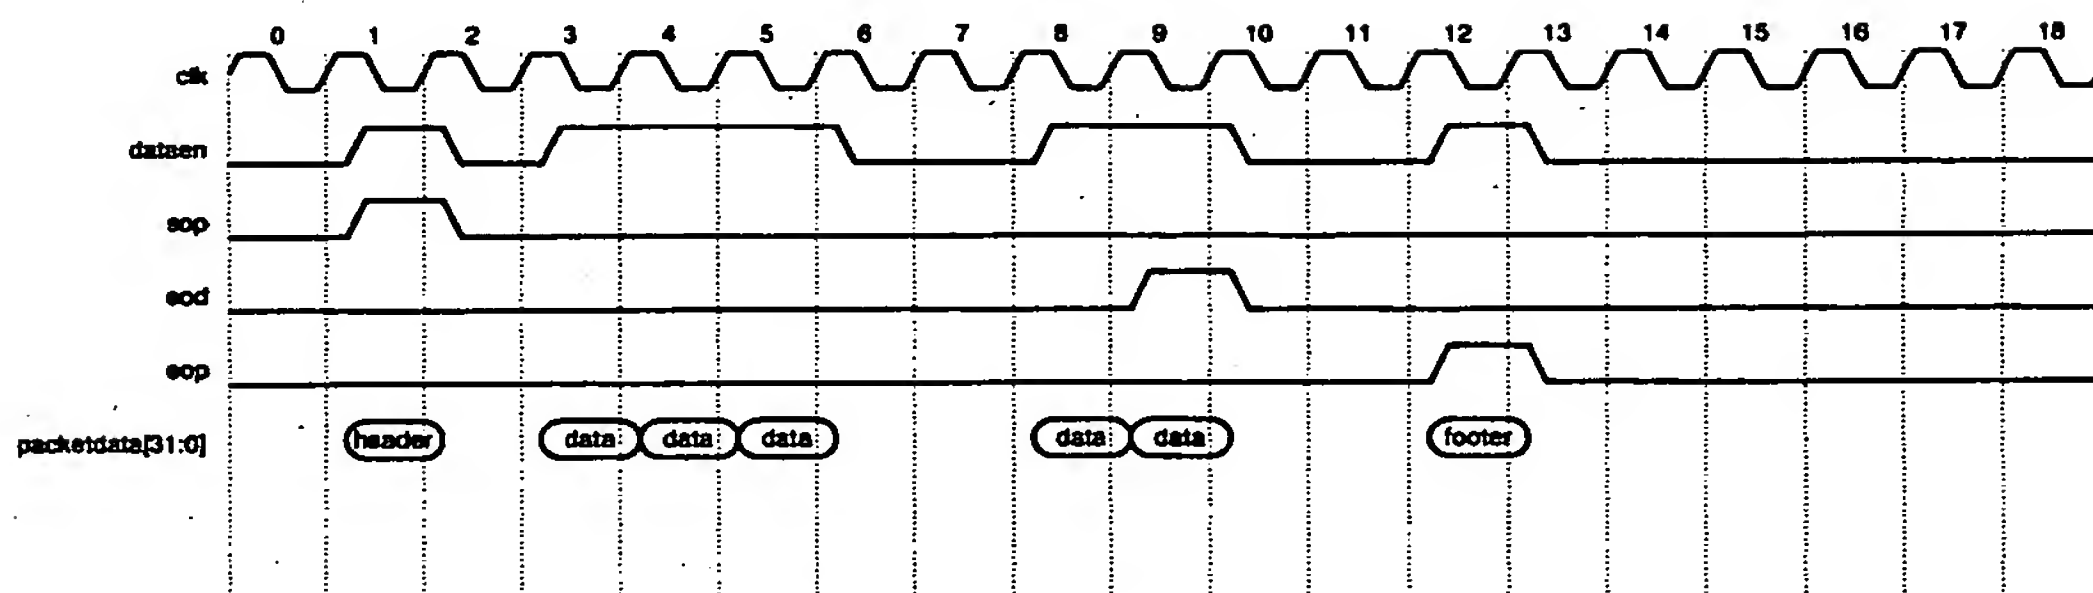 0 1 2 3 4 5 6 7 8 9 10 11 12 13 14 15 16 17 18
clk
datsen
sop
eod
eop
packetdata[31:0] header data data data data data footer